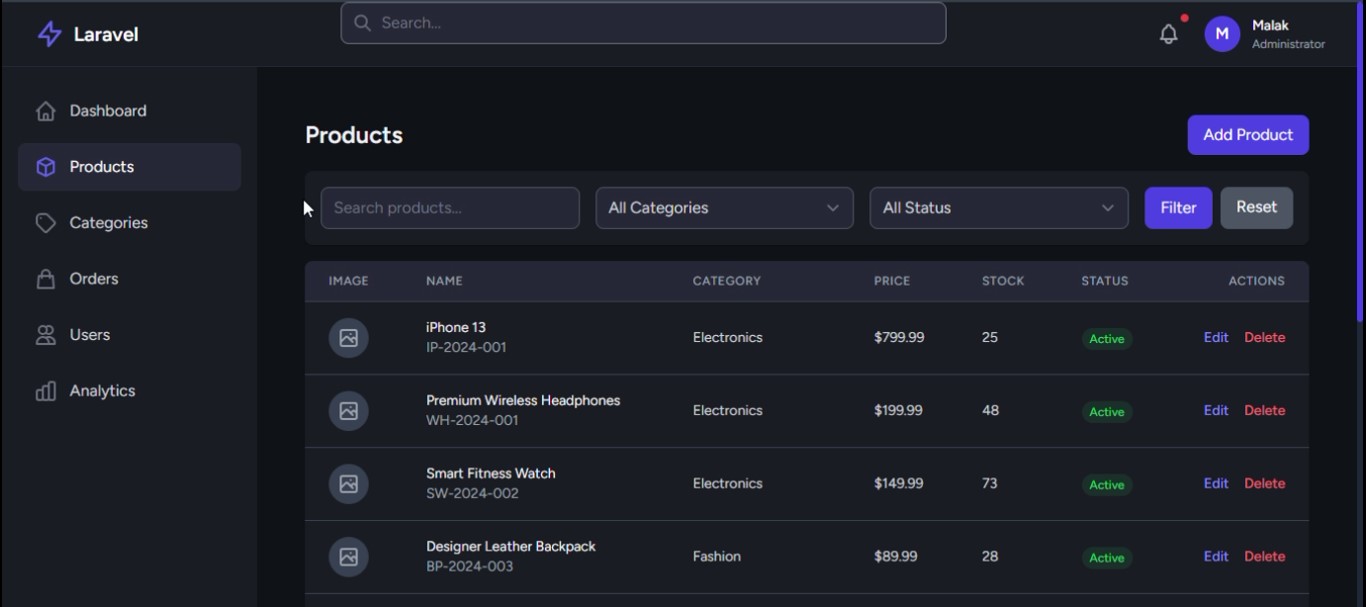 Laravel
Search...
M
Malak
Administrator
Dashboard
Products
Categories
Orders
Users
Analytics
Products
Add Product
Search products...
All Categories
All Status
Filter
Reset
IMAGE NAME CATEGORY PRICE STOCK STATUS ACTIONS
iPhone 13
IP-2024-001
Electronics $799.99 25 Active Edit Delete
Premium Wireless Headphones
WH-2024-001
Electronics $199.99 48 Active Edit Delete
Smart Fitness Watch
SW-2024-002
Electronics $149.99 73 Active Edit Delete
Designer Leather Backpack
BP-2024-003
Fashion $89.99 28 Active Edit Delete